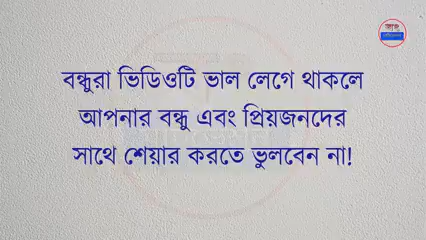 বন্ধুরা ভিডিওটি ভাল লেগে থাকলে
আপনার বন্ধু এবং প্রিয়জনদের
সাথে শেয়ার করতে ভুলবেন না!